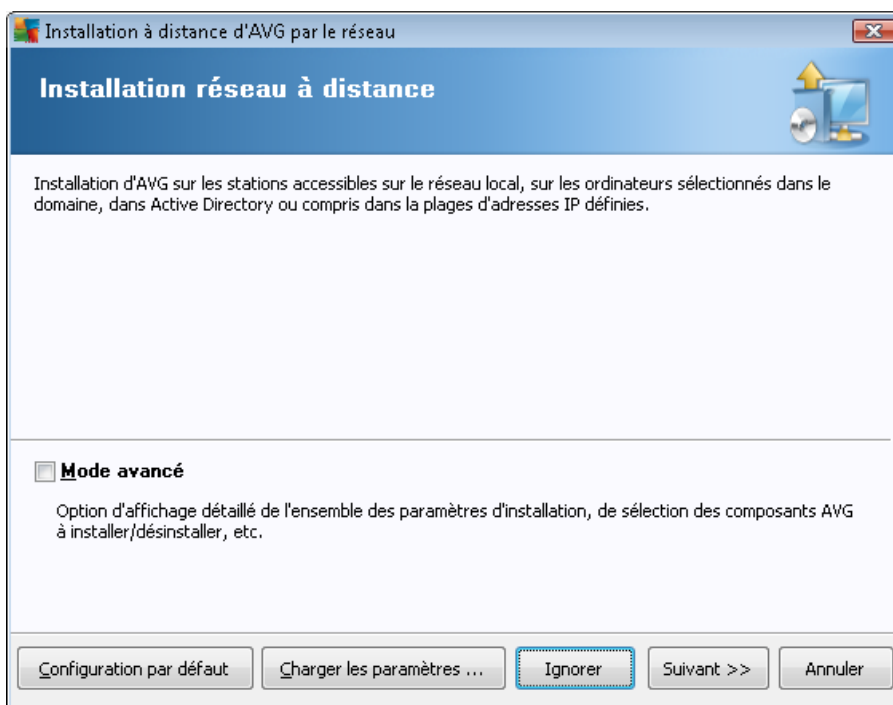 Installation à distance d'AVG par le réseau
Installation réseau à distance
Installation d'AVG sur les stations accessibles sur le réseau local, sur les ordinateurs sélectionnés dans le
domaine, dans Active Directory ou compris dans la plages d'adresses IP définies.
Mode avancé
Option d'affichage détaillé de l'ensemble des paramètres d'installation, de sélection des composants AVG
à installer/désinstaller, etc.
Configuration par défaut
Charger les paramètres ...
Ignorer
Suivant >>
Annuler